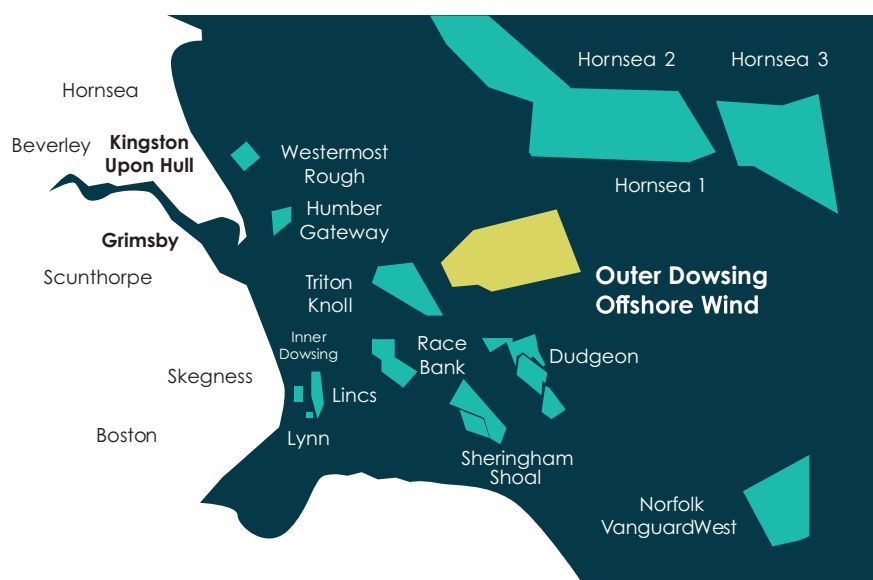 Hornsea 2
Hornsea 3
Hornsea
Beverley
Kingston
Upon Hull
Westermost
Rough
Hornsea 1
Humber
Gateway
Grimsby
Scunthorpe
Triton
Knoll
Outer Dowsing
Offshore Wind
Inner
Dowsing
Race
Bank
Dudgeon
Skegness
Lincs
Boston
Lynn
Sheringham
Shoal
Norfolk
VanguardWest